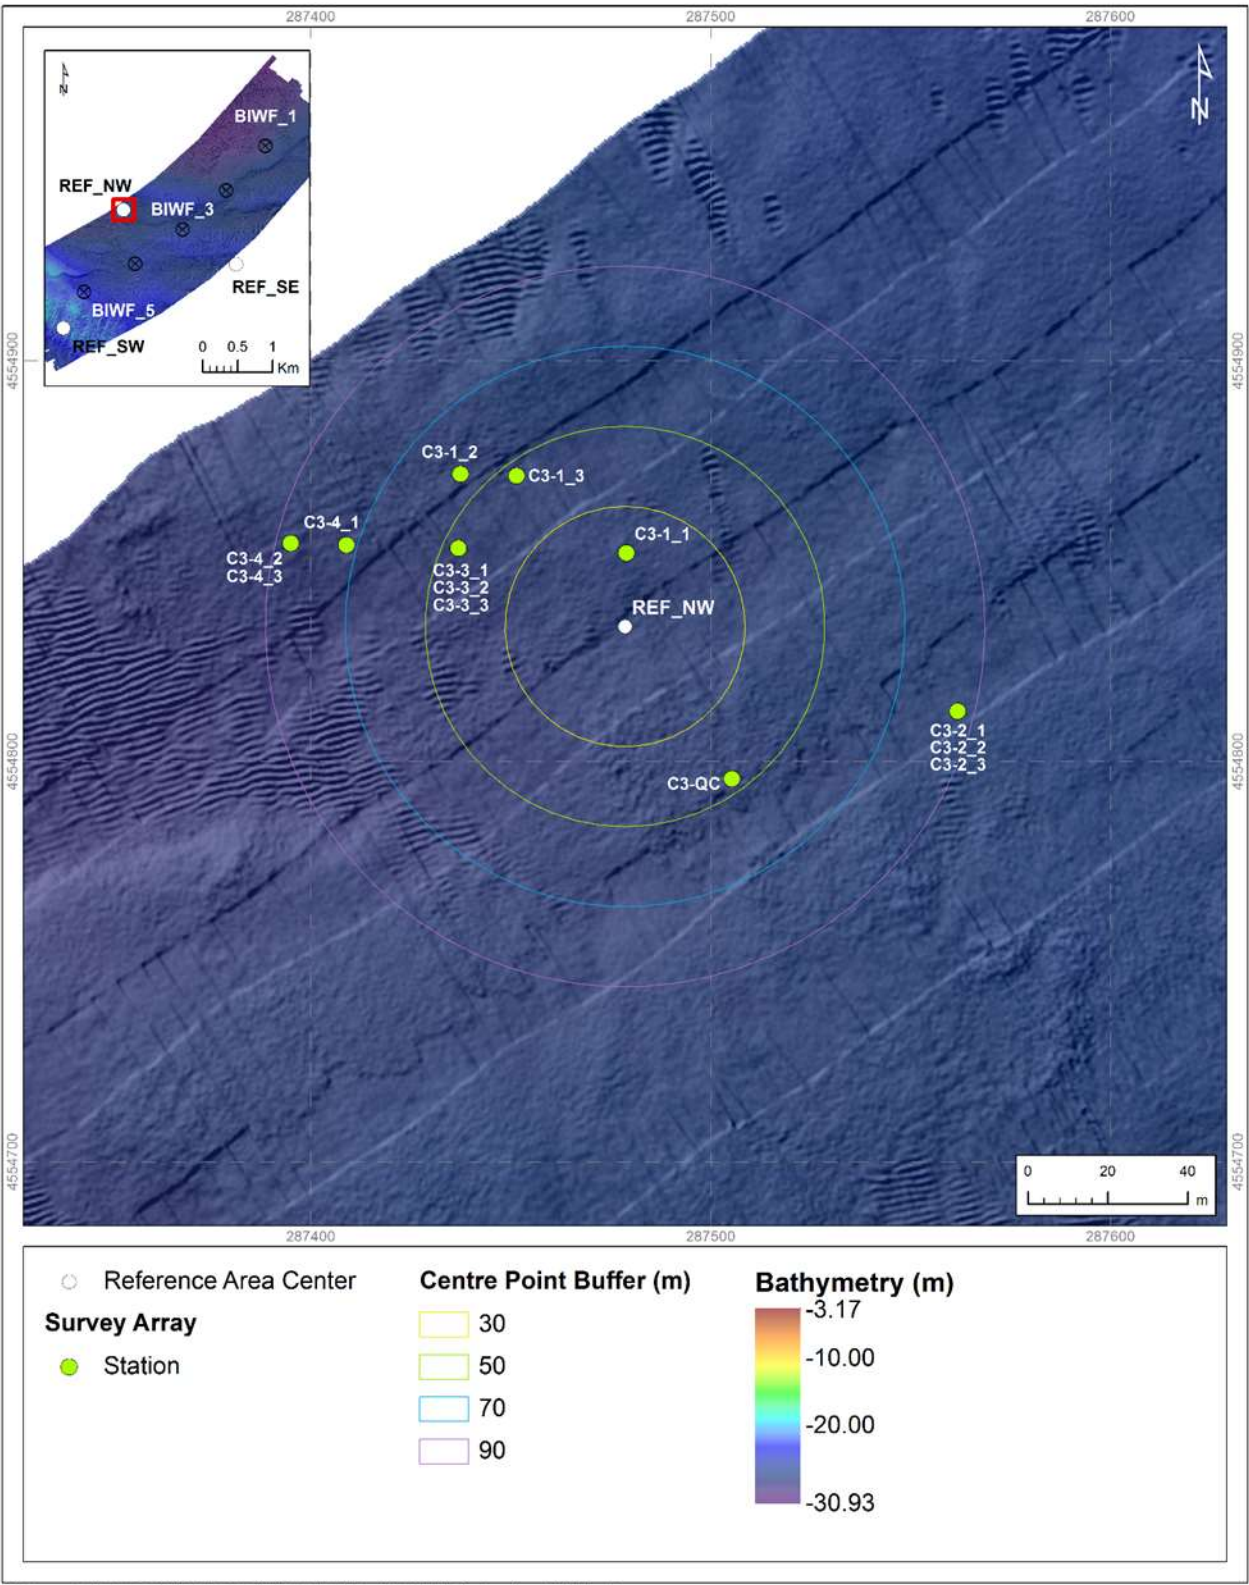 287400 287500 287600
N
BIWF_1
REF_NW
BIWF_3
REF_SE
BIWF_5
REF_SW
0 0.5 1
Km
N
4554900 4554900
C3-1_2
C3-1_3
C3-4_1
C3-1_1
C3-4_2
C3-4_3
C3-3_1
C3-3_2
C3-3_3
REF_NW
C3-2_1
C3-2_2
C3-2_3
C3-QC
4554800 4554800
4554700 4554700
0 20 40
m
287400 287500 287600
Reference Area Center
Survey Array
Station
Centre Point Buffer (m)
30
50
70
90
Bathymetry (m)
-3.17
-10.00
-20.00
-30.93